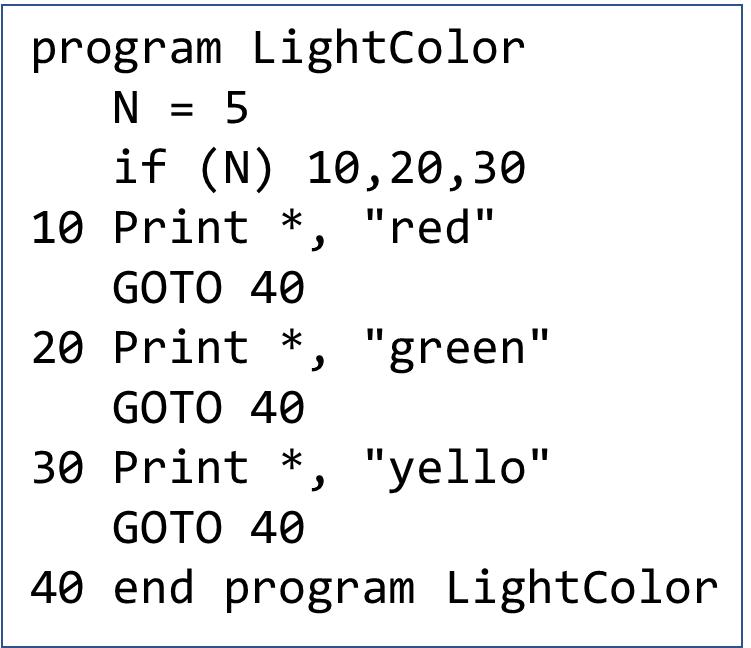 program LightColor
   N = 5
   if (N) 10,20,30
10 Print *, "red"
   GOTO 40
20 Print *, "green"
   GOTO 40
30 Print *, "yello"
   GOTO 40
40 end program LightColor